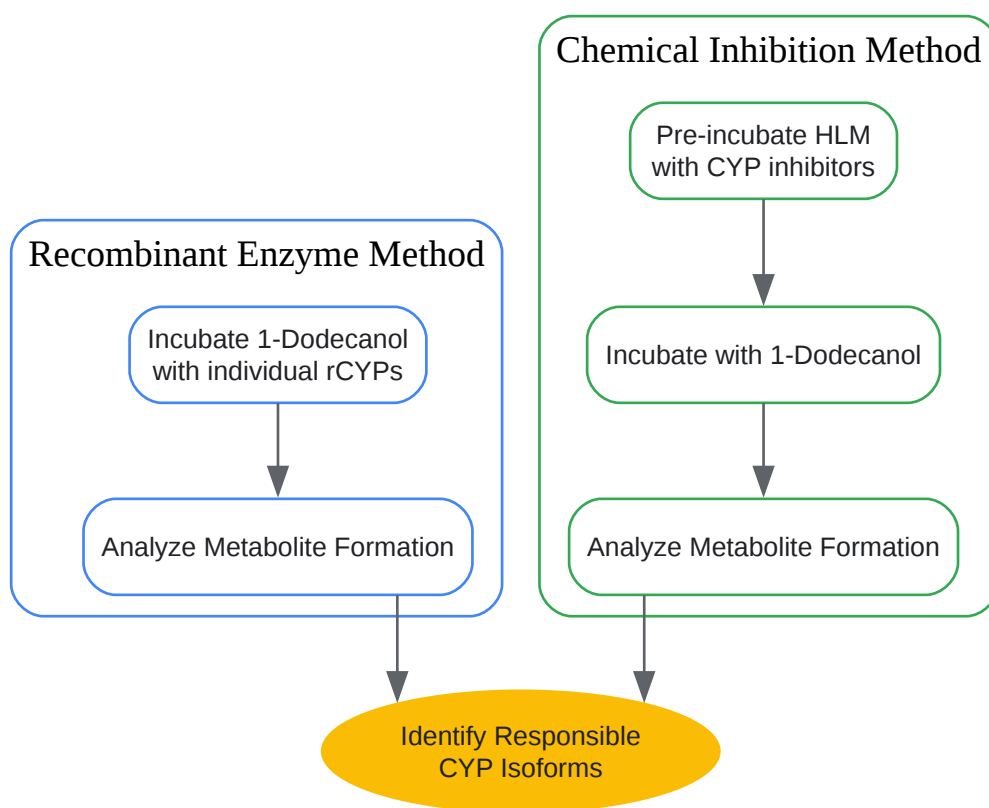 Chemical Inhibition Method
Pre-incubate HLM
with CYP inhibitors
Recombinant Enzyme Method
Incubate 1-Dodecanol
with individual rCYPs
Incubate with 1-Dodecanol
Analyze Metabolite Formation
Analyze Metabolite Formation
Identify Responsible
CYP Isoforms